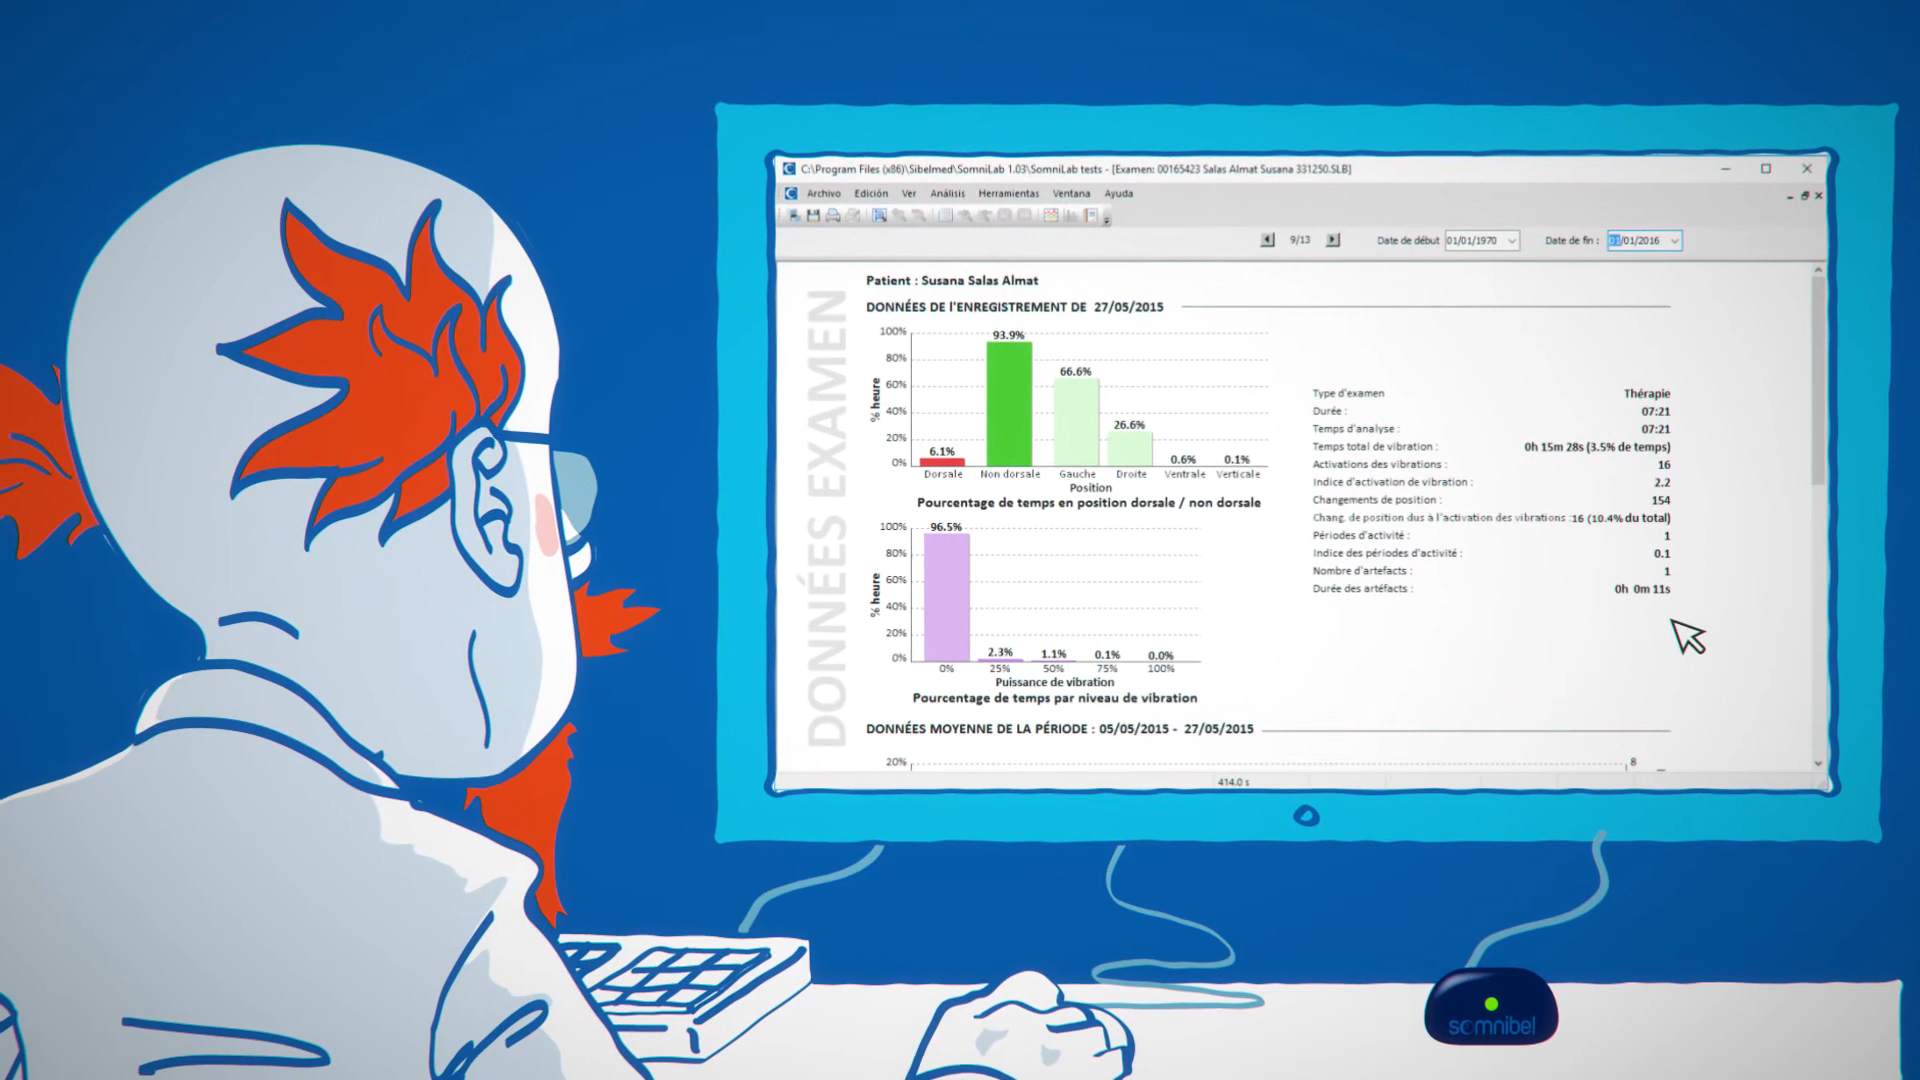 C:\Program Files (x86)\Sibelmed\SomniLab 1.03\SomniLab tests - [Examen: 00165423 Salas Almat Susana 331250.SLB]
Archivo Edición Ver Análisis Herramientas Ventana Ayuda
9/13 Date de début 01/01/1970 Date de fin : 01/01/2016
DONNÉES EXAMEN
Patient : Susana Salas Almat
DONNÉES DE l'ENREGISTREMENT DE 27/05/2015
% heure
100%
80%
60%
40%
20%
0%
6.1% 93.9% 66.6% 26.6% 0.6% 0.1%
Dorsale Non dorsale Gauche Droite Ventrale Verticale
Position
Pourcentage de temps en position dorsale / non dorsale
% heure
100%
80%
60%
40%
20%
0%
96.5% 2.3% 1.1% 0.1% 0.0%
0% 25% 50% 75% 100%
Puissance de vibration
Pourcentage de temps par niveau de vibration
Type d'examen Thérapie
Durée : 07:21
Temps d'analyse : 07:21
Temps total de vibration : 0h 15m 28s (3.5% de temps)
Activations des vibrations : 16
Indice d'activation de vibration : 2.2
Changements de position : 154
Chang. de position dus à l'activation des vibrations :16 (10.4% du total)
Périodes d'activité : 1
Indice des périodes d'activité : 0.1
Nombre d'artefacts : 1
Durée des artéfacts : 0h 0m 11s
DONNÉES MOYENNE DE LA PÉRIODE : 05/05/2015 - 27/05/2015
20% 8
414.0 s
somnibel